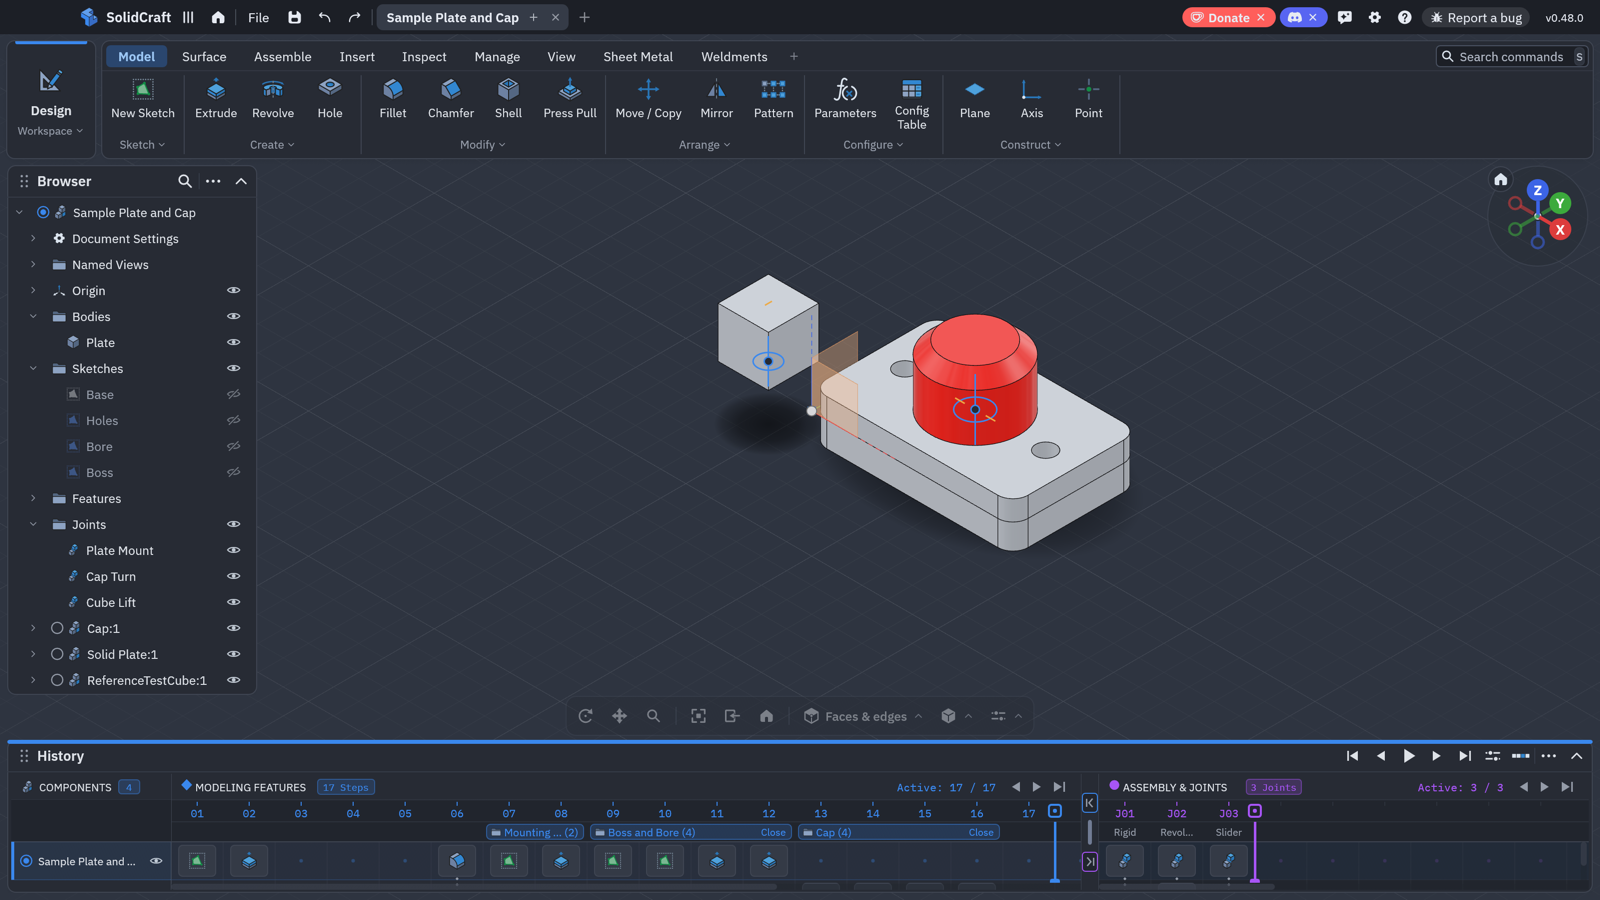 SolidCraft
File
Sample Plate and Cap
Donate
Report a bug
v0.48.0
Design
Workspace
Model
Surface
Assemble
Insert
Inspect
Manage
View
Sheet Metal
Weldments
Search commands
S
New Sketch
Extrude
Revolve
Hole
Fillet
Chamfer
Shell
Press Pull
Move / Copy
Mirror
Pattern
Parameters
Config
Table
Plane
Axis
Point
Sketch
Create
Modify
Arrange
Configure
Construct
Browser
Sample Plate and Cap
Document Settings
Named Views
Origin
Bodies
Plate
Sketches
Base
Holes
Bore
Boss
Features
Joints
Plate Mount
Cap Turn
Cube Lift
Cap:1
Solid Plate:1
ReferenceTestCube:1
Z
Y
X
Faces & edges
History
COMPONENTS
4
MODELING FEATURES
17 Steps
Active: 17 / 17
ASSEMBLY & JOINTS
3 Joints
Active: 3 / 3
01
02
03
04
05
06
07
08
09
10
11
12
13
14
15
16
17
J01
J02
J03
Mounting ... (2)
Boss and Bore (4)
Close
Cap (4)
Close
Rigid
Revol...
Slider
Sample Plate and ...